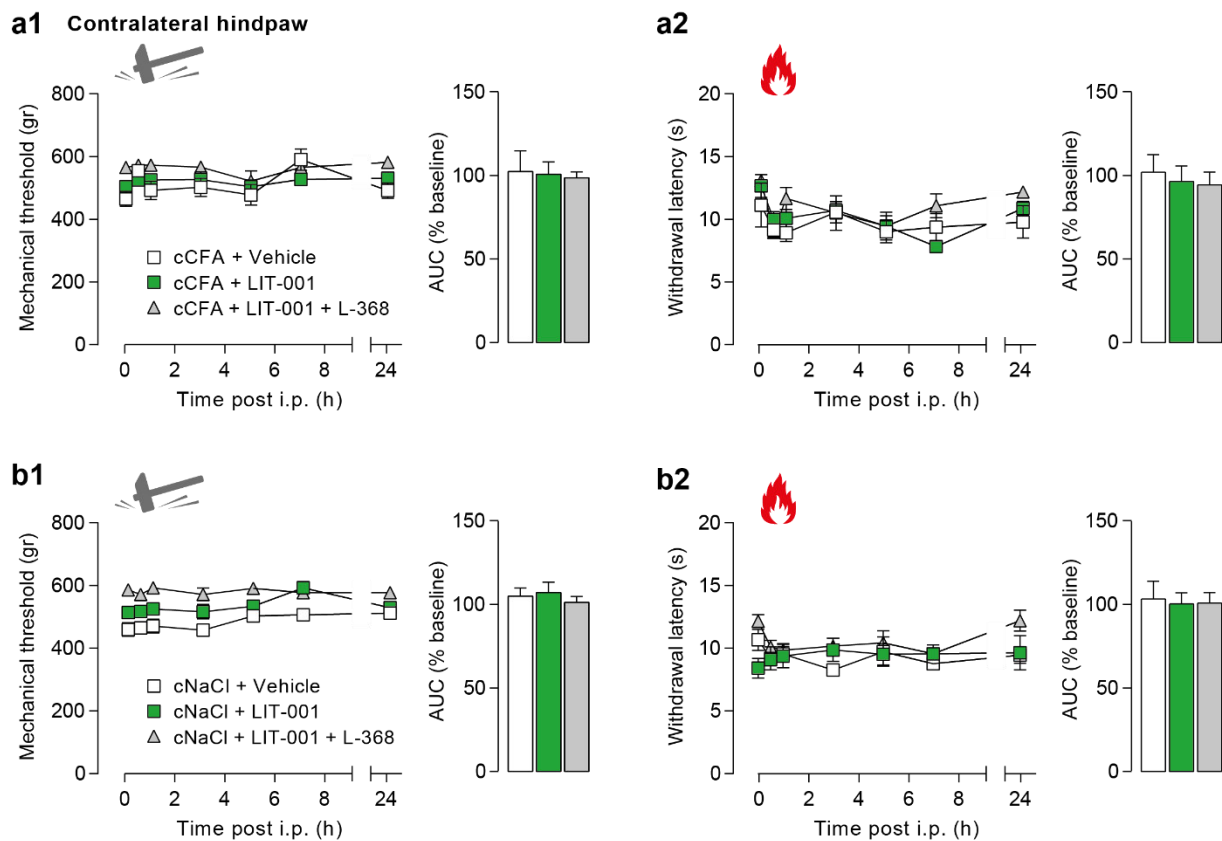 a1 Contralateral hindpaw
Mechanical threshold (gr)
800
600
400
200
0
cCFA + Vehicle
cCFA + LIT-001
cCFA + LIT-001 + L-368
0 2 4 6 8 24
Time post i.p. (h)
AUC (% baseline)
150
100
50
0
a2
Withdrawal latency (s)
20
15
10
5
0
0 2 4 6 8 24
Time post i.p. (h)
AUC (% baseline)
150
100
50
0
b1
Mechanical threshold (gr)
800
600
400
200
0
cNaCl + Vehicle
cNaCl + LIT-001
cNaCl + LIT-001 + L-368
0 2 4 6 8 24
Time post i.p. (h)
AUC (% baseline)
150
100
50
0
b2
Withdrawal latency (s)
20
15
10
5
0
0 2 4 6 8 24
Time post i.p. (h)
AUC (% baseline)
150
100
50
0